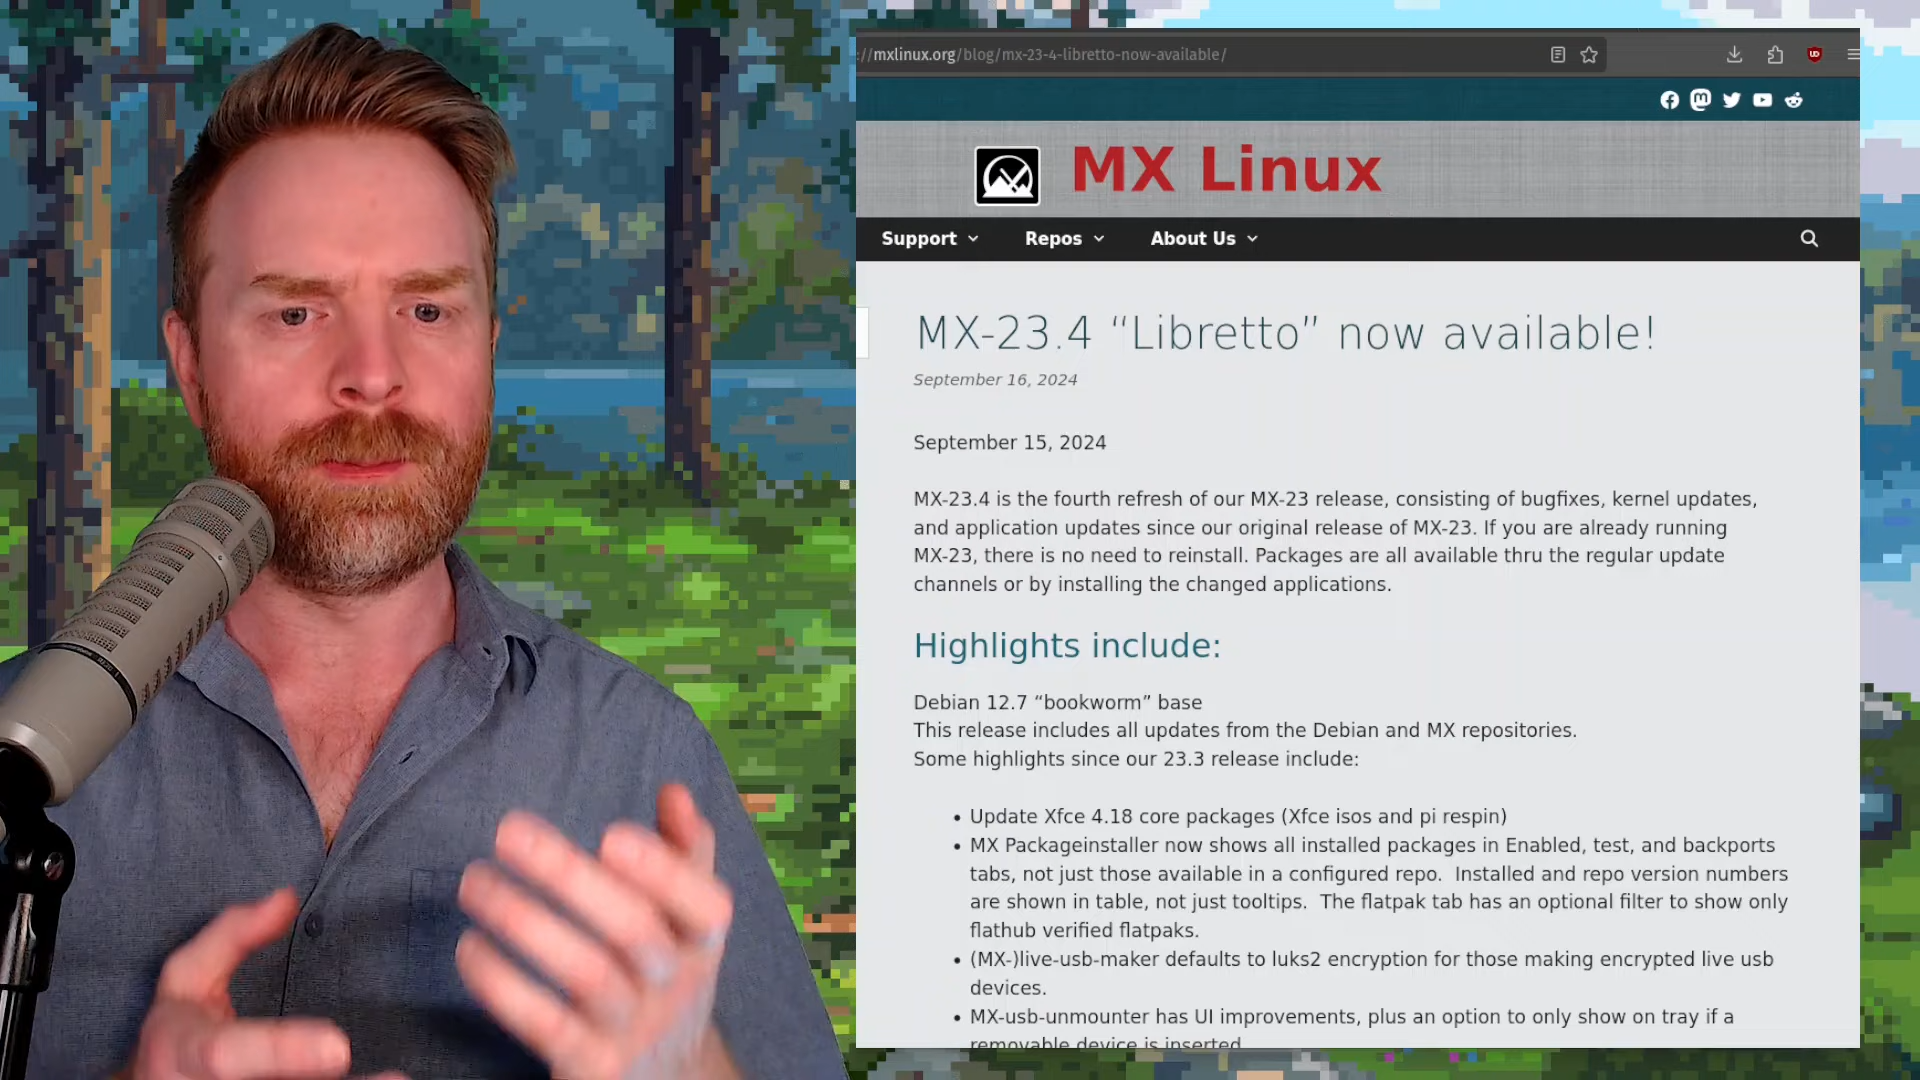 ://mxlinux.org/blog/mx-23-4-libretto-now-available/
MX Linux
Support Repos About Us
MX-23.4 “Libretto” now available!
September 16, 2024
September 15, 2024
MX-23.4 is the fourth refresh of our MX-23 release, consisting of bugfixes, kernel updates,
and application updates since our original release of MX-23. If you are already running
MX-23, there is no need to reinstall. Packages are all available thru the regular update
channels or by installing the changed applications.
Highlights include:
Debian 12.7 “bookworm” base
This release includes all updates from the Debian and MX repositories.
Some highlights since our 23.3 release include:
• Update Xfce 4.18 core packages (Xfce isos and pi respin)
• MX Packageinstaller now shows all installed packages in Enabled, test, and backports
tabs, not just those available in a configured repo.  Installed and repo version numbers
are shown in table, not just tooltips.  The flatpak tab has an optional filter to show only
flathub verified flatpaks.
• (MX-)live-usb-maker defaults to luks2 encryption for those making encrypted live usb
devices.
• MX-usb-unmounter has UI improvements, plus an option to only show on tray if a
removable device is inserted